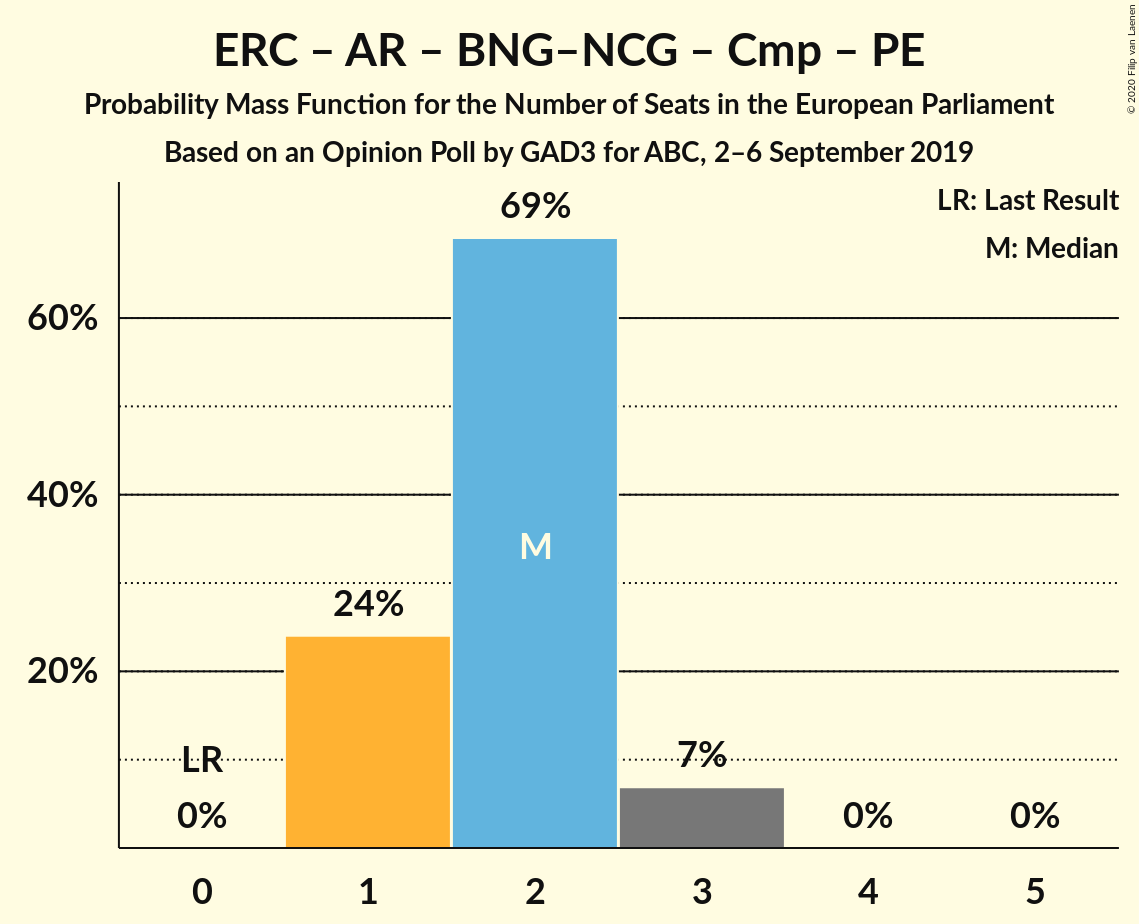 ERC – AR – BNG–NCG – Cmp – PE
Probability Mass Function for the Number of Seats in the European Parliament
Based on an Opinion Poll by GAD3 for ABC, 2–6 September 2019
© 2020 Filip van Laenen
LR: Last Result
M: Median
69%
60%
40%
M
24%
20%
LR
7%
0%
0%
0%
0
1
2
3
4
5